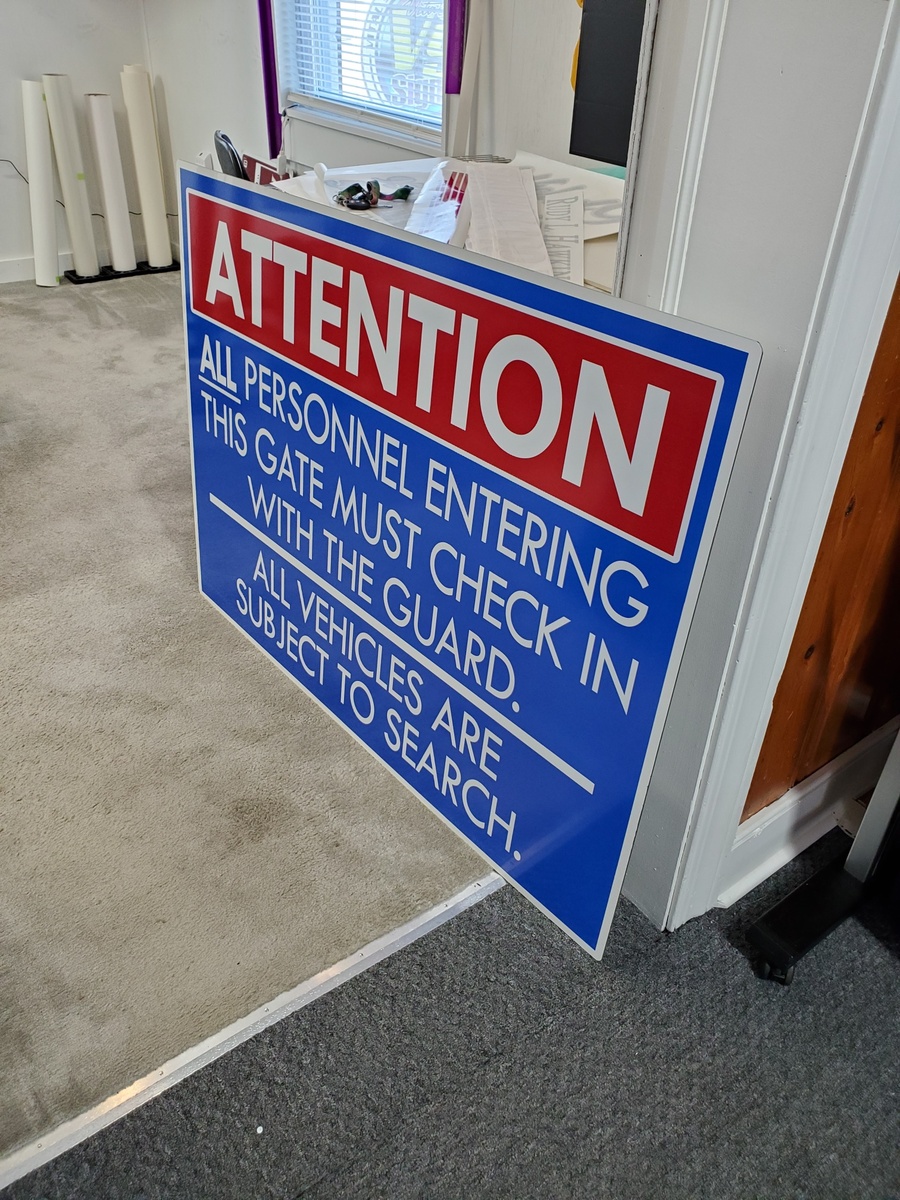 ATTENTION
ALL PERSONNEL ENTERING
THIS GATE MUST CHECK IN
WITH THE GUARD.
ALL VEHICLES ARE
SUBJECT TO SEARCH.